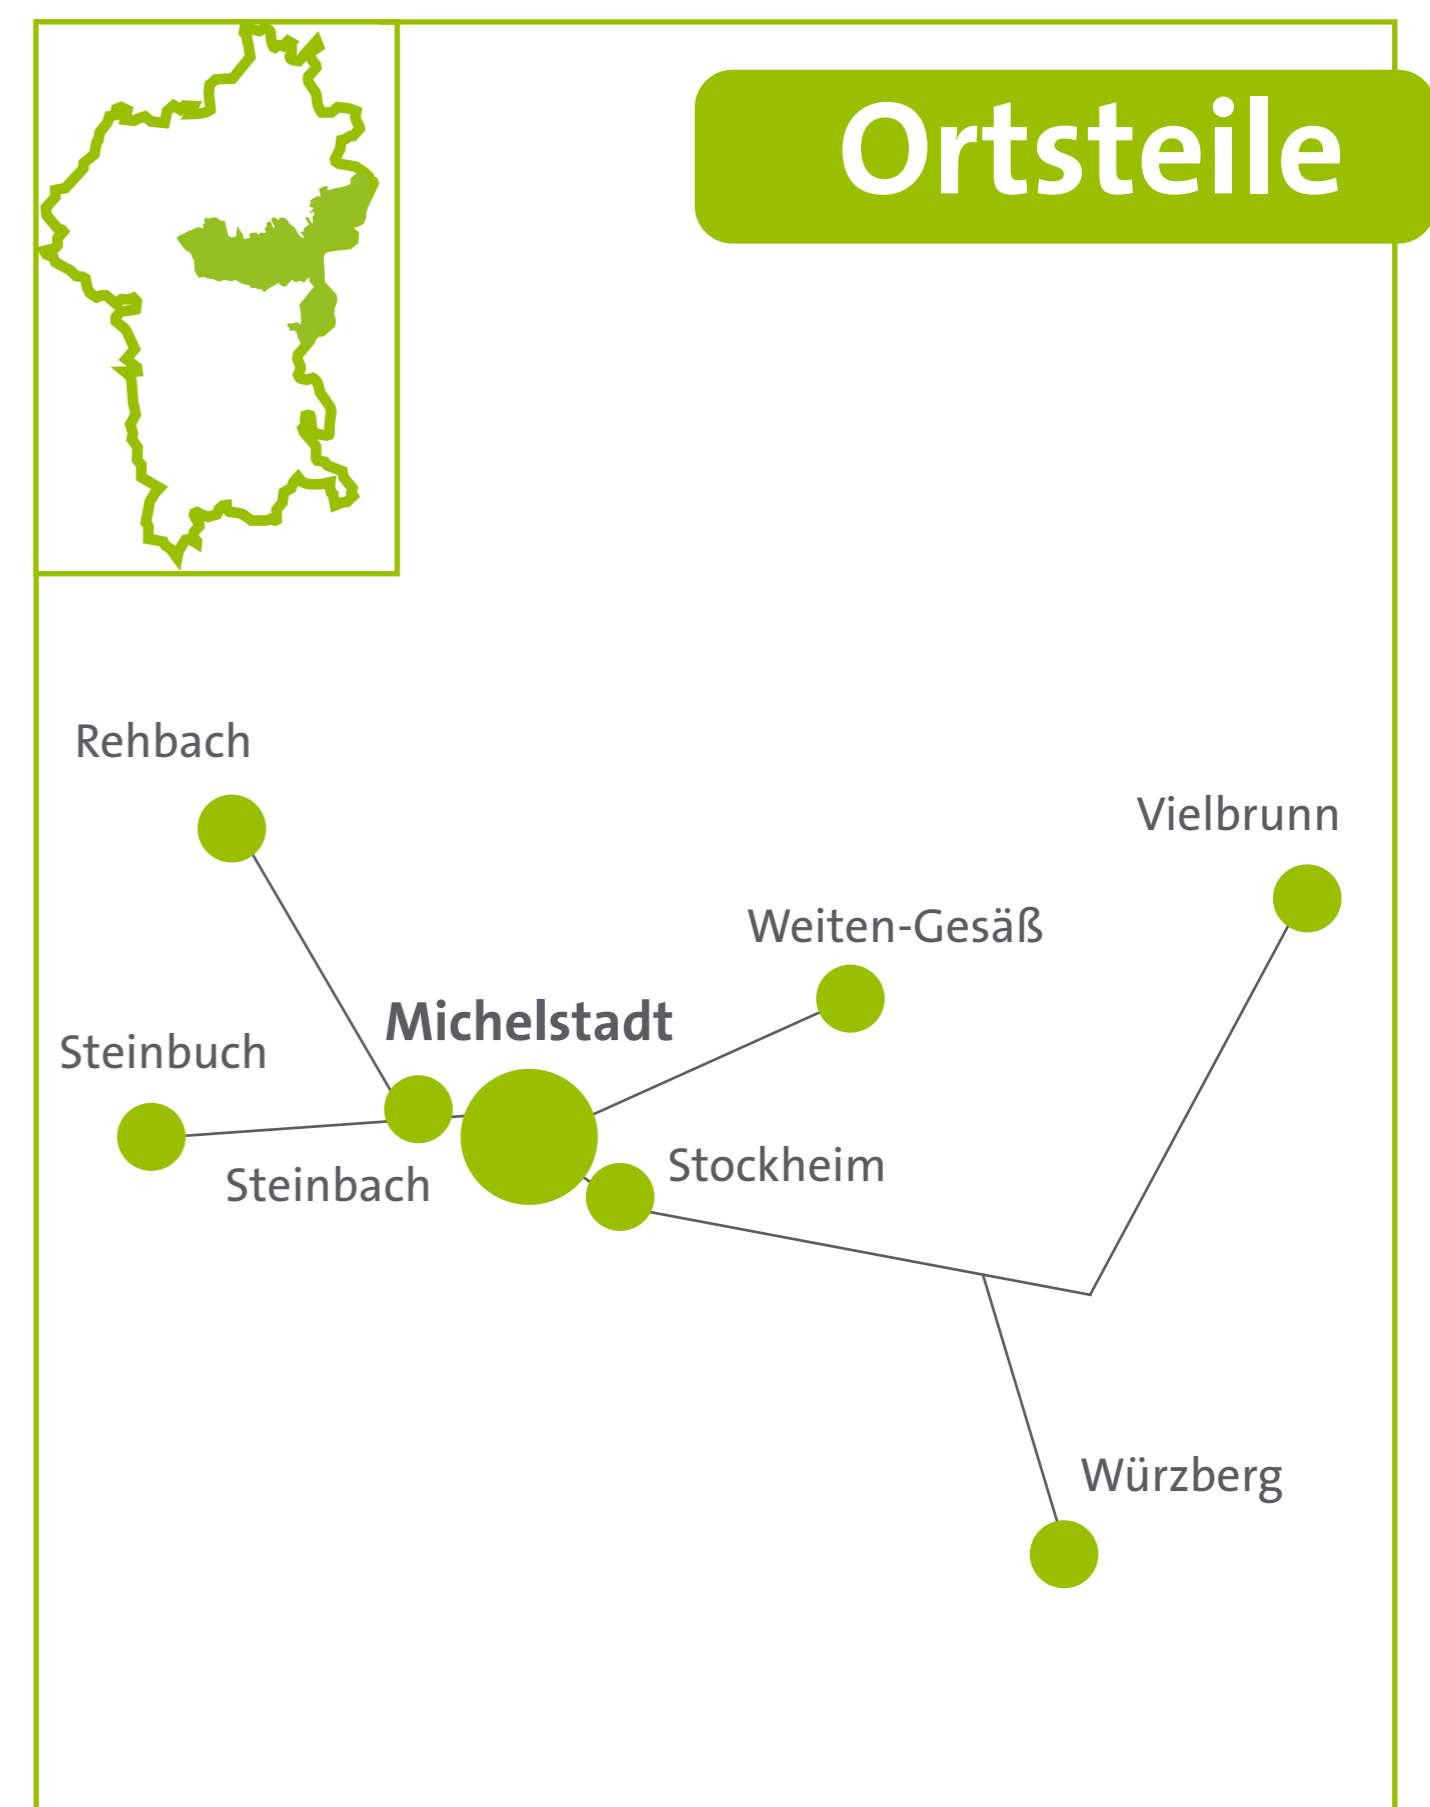 Ortsteile
Rehbach
Vielbrunn
Weiten-Gesäß
Michelstadt
Steinbuch
Stockheim
Steinbach
Würzberg